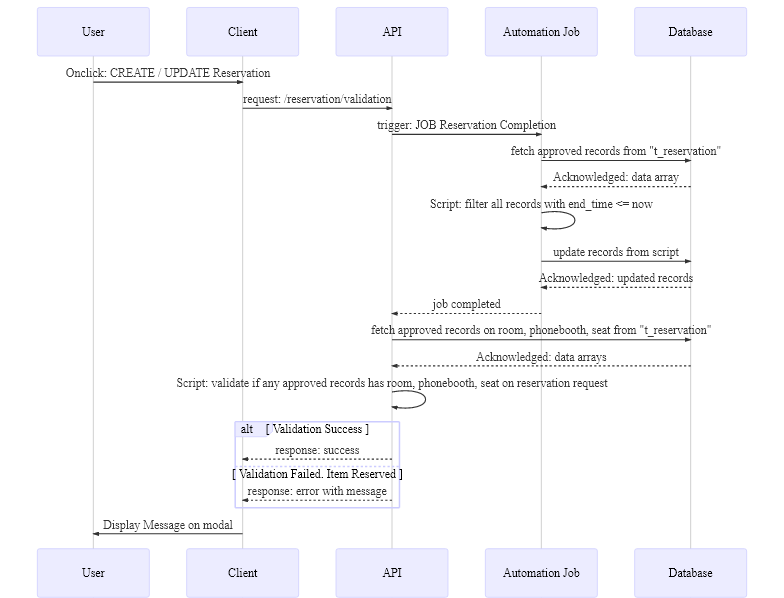 User
Client
API
Automation Job
Database
Onclick: CREATE / UPDATE Reservation
request: /reservation/validation
trigger: JOB Reservation Completion
fetch approved records from "t_reservation"
Acknowledged: data array
Script: filter all records with end_time <= now
update records from script
Acknowledged: updated records
job completed
fetch approved records on room, phonebooth, seat from "t_reservation"
Acknowledged: data arrays
Script: validate if any approved records has room, phonebooth, seat on reservation request
alt [ Validation Success ]
response: success
[ Validation Failed. Item Reserved ]
response: error with message
Display Message on modal
User
Client
API
Automation Job
Database